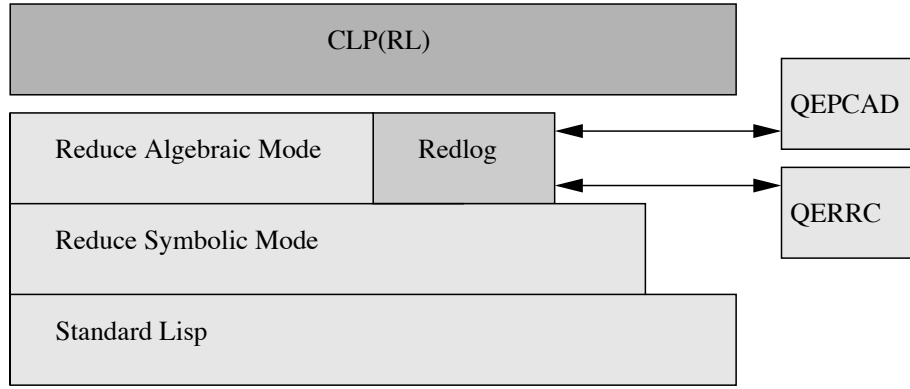 CLP(RL)
QEPCAD
Reduce Algebraic Mode
Redlog
QERRC
Reduce Symbolic Mode
Standard Lisp